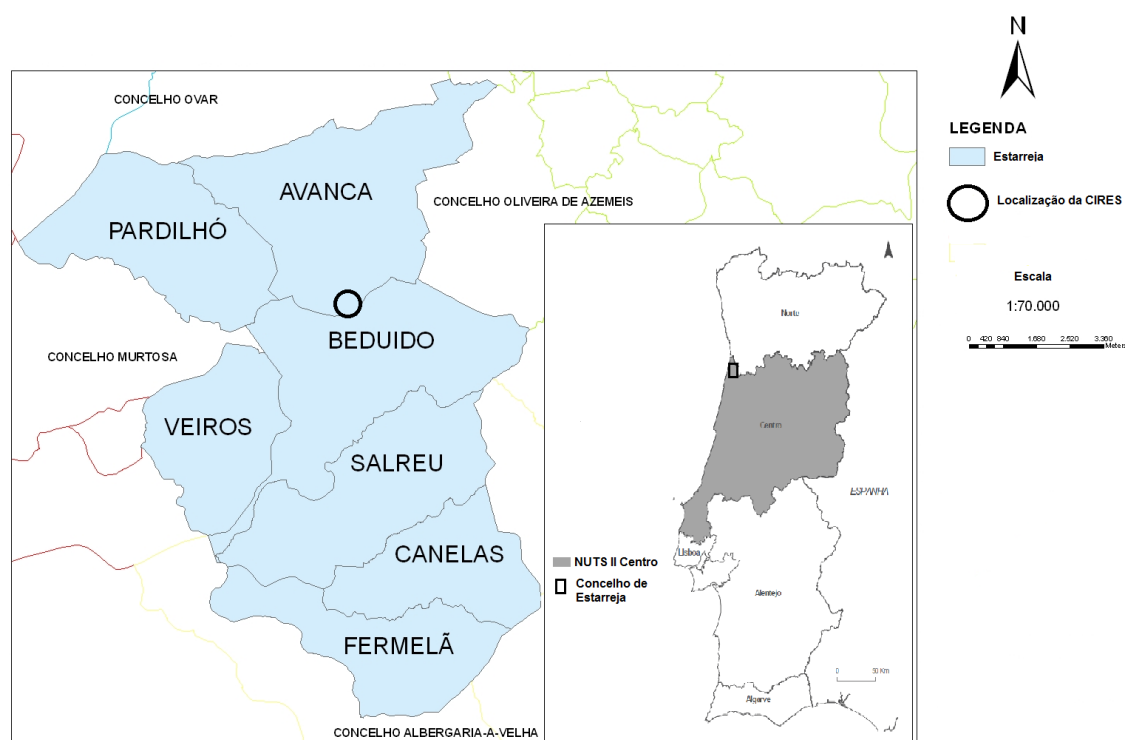 CONCELHO OVAR
AVANCA
PARDILHÓ
CONCELHO OLIVEIRA DE AZEMEIS
BEDUIDO
CONCELHO MURTOSA
VEIROS
SALREU
CANELAS
FERMELÃ
CONCELHO ALBERGARIA-A-VELHA
Norte
Centro
ESPANHA
Lisboa
Alentejo
Algarve
0 50 Km
NUTS II Centro
Concelho de
Estarreja
N
LEGENDA
Estarreja
Localização da CIRES
Escala
1:70.000
0 420 840 1.680 2.520 3.360
Meters